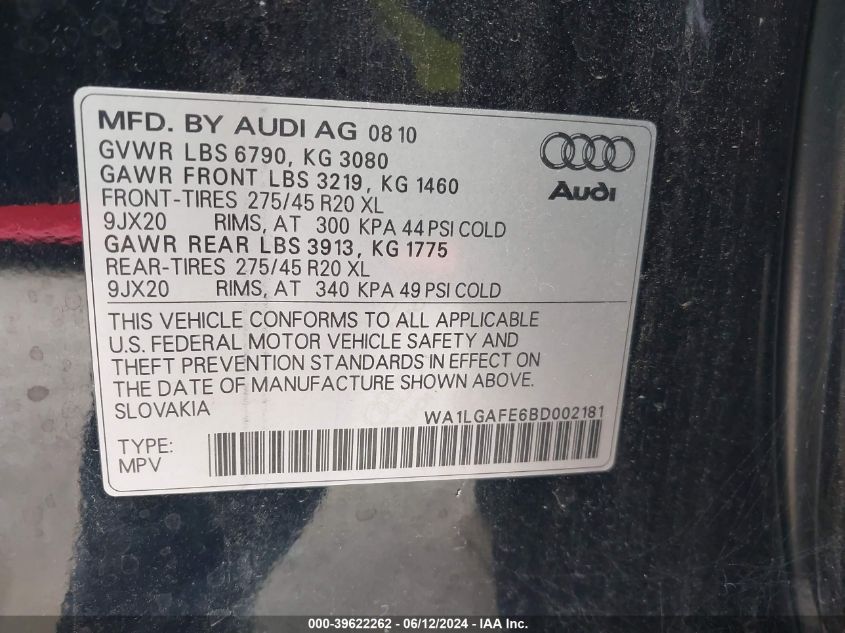 MFD. BY AUDI AG 08 10
GVWR LBS 6790, KG 3080
GAWR FRONT LBS 3219, KG 1460
FRONT-TIRES 275/45 R20 XL
9JX20 RIMS, AT 300 KPA 44 PSI COLD
GAWR REAR LBS 3913, KG 1775
REAR-TIRES 275/45 R20 XL
9JX20 RIMS, AT 340 KPA 49 PSI COLD
Audi
THIS VEHICLE CONFORMS TO ALL APPLICABLE
U.S. FEDERAL MOTOR VEHICLE SAFETY AND
THEFT PREVENTION STANDARDS IN EFFECT ON
THE DATE OF MANUFACTURE SHOWN ABOVE.
SLOVAKIA
WA1LGAFE6BD002181
TYPE:
MPV
000-39622262 - 06/12/2024 - IAAI.com.